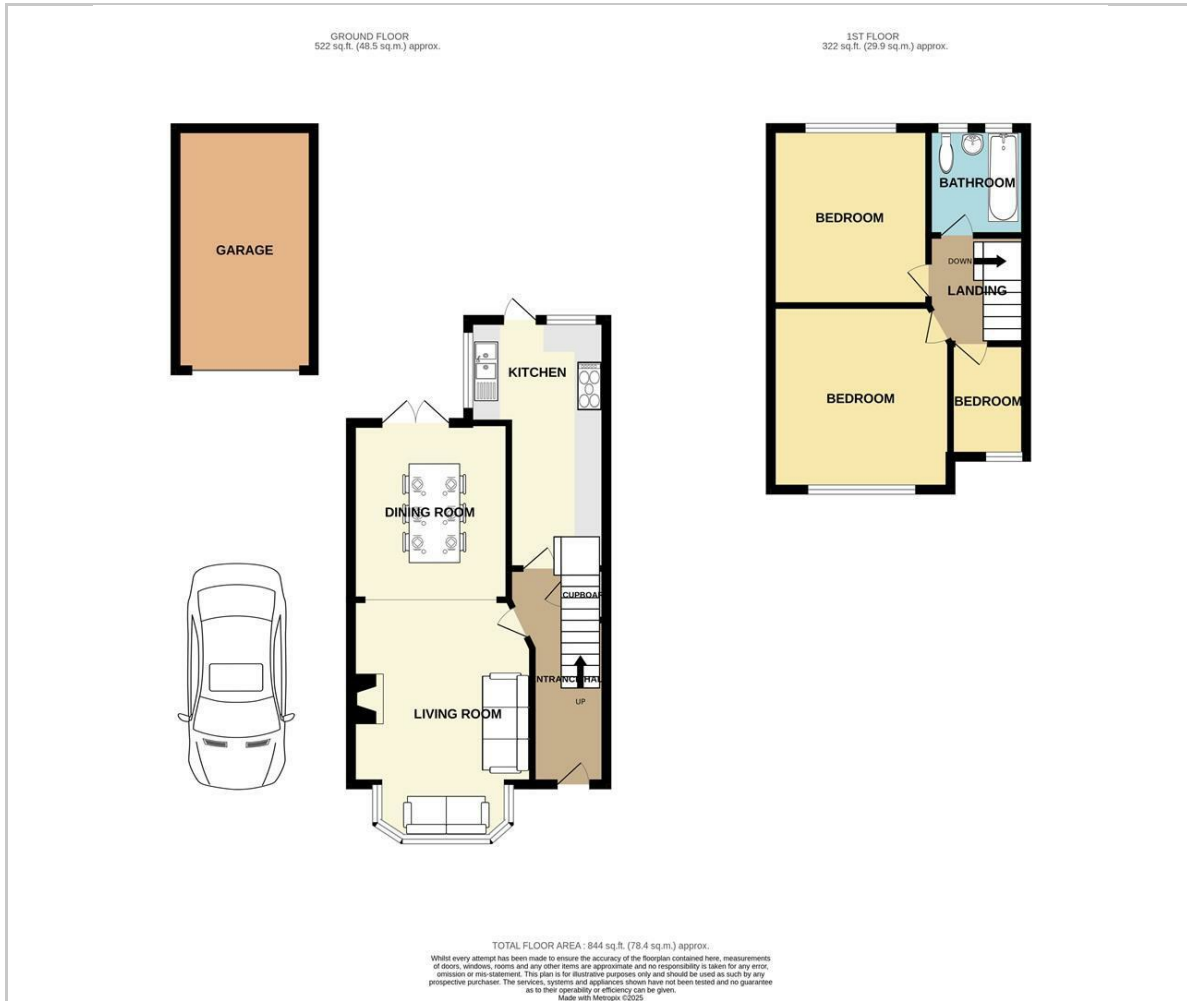 GROUND FLOOR
522 sq.ft. (48.5 sq.m.) approx.
1ST FLOOR
322 sq.ft. (29.9 sq.m.) approx.
GARAGE
KITCHEN
DINING ROOM
CUPBOAR
NTRANCE HAL
UP
LIVING ROOM
BATHROOM
BEDROOM
DOWN
LANDING
BEDROOM
BEDROOM
TOTAL FLOOR AREA : 844 sq.ft. (78.4 sq.m.) approx.
Whilst every attempt has been made to ensure the accuracy of the floorplan contained here, measurements
of doors, windows, rooms and any other items are approximate and no responsibility is taken for any error,
omission or mis-statement. This plan is for illustrative purposes only and should be used as such by any
prospective purchaser. The services, systems and appliances shown have not been tested and no guarantee
as to their operability or efficiency can be given.
Made with Metropix ©2025